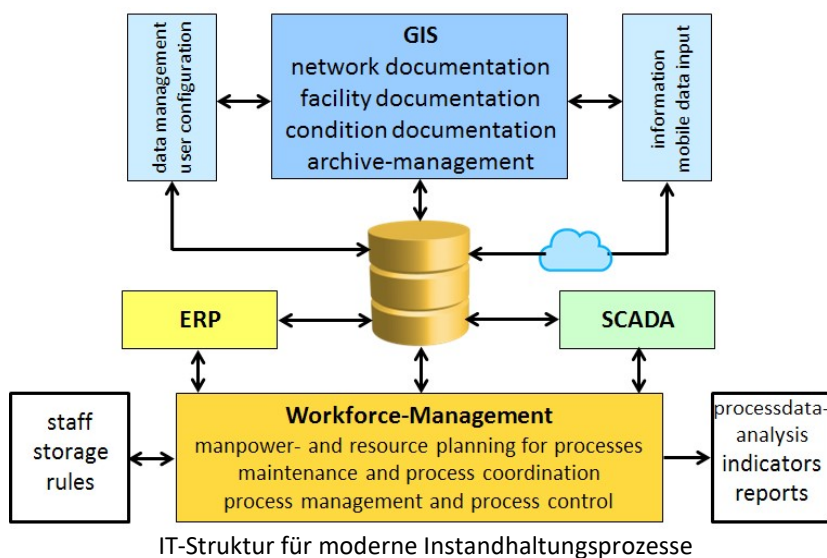 data management
user configuration
GIS
network documentation
facility documentation
condition documentation
archive-management
information
mobile data input
ERP
SCADA
staff
storage
rules
Workforce-Management
manpower- and resource planning for processes
maintenance and process coordination
process management and process control
processdata-
analysis
indicators
reports
IT-Struktur für moderne Instandhaltungsprozesse